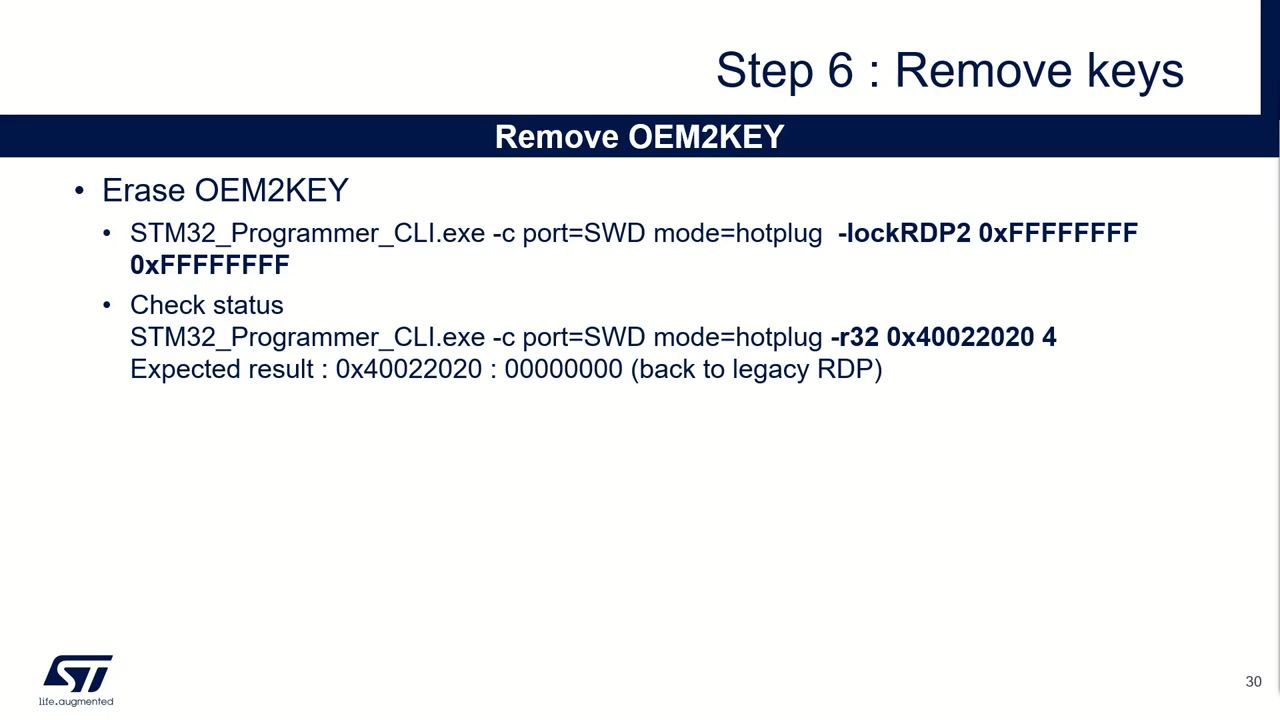 Step 6 : Remove keys
Remove OEM2KEY
• Erase OEM2KEY
• STM32_Programmer_CLI.exe -c port=SWD mode=hotplug -lockRDP2 0xFFFFFFFF
0xFFFFFFFF
• Check status
STM32_Programmer_CLI.exe -c port=SWD mode=hotplug -r32 0x40022020 4
Expected result : 0x40022020 : 00000000 (back to legacy RDP)
ST
life.augmented
30